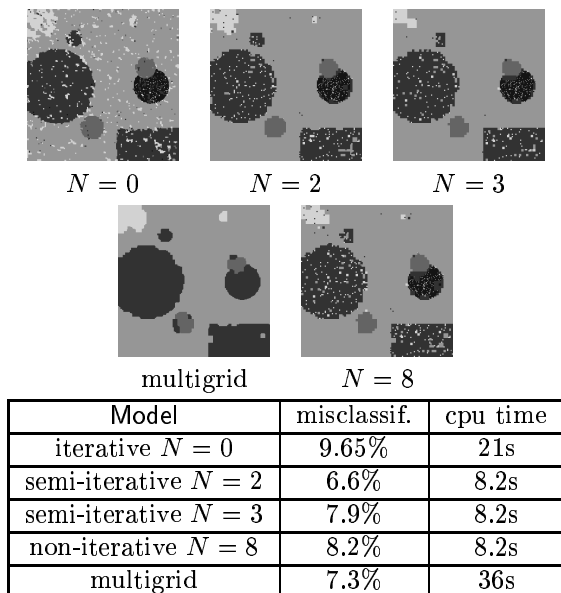 N = 0 N = 2 N = 3
multigrid N = 8
Model misclassif. cpu time
iterative N = 0 9.65% 21s
semi-iterative N = 2 6.6% 8.2s
semi-iterative N = 3 7.9% 8.2s
non-iterative N = 8 8.2% 8.2s
multigrid 7.3% 36s